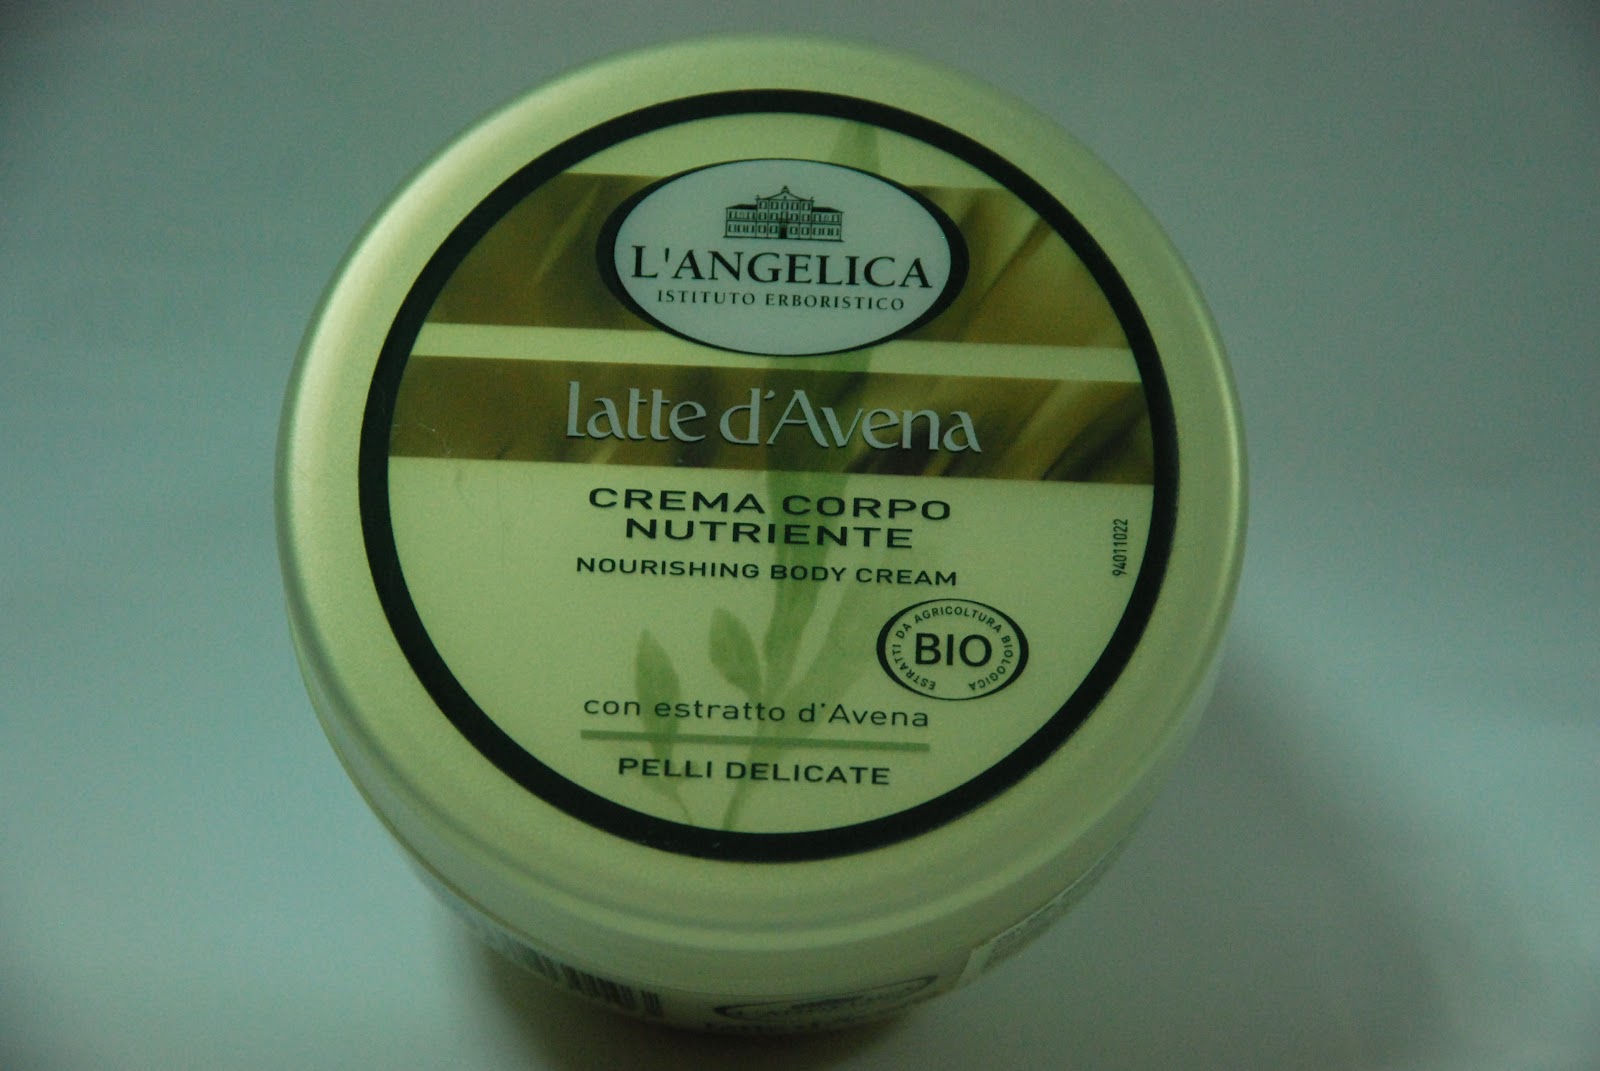 L'ANGELICA
ISTITUTO ERBORISTICO
latte d'Avena
CREMA CORPO
NUTRIENTE
NOURISHING BODY CREAM
94011022
ESTRATTI DA AGRICOLTURA BIOLOGICA
BIO
con estratto d'Avena
PELLI DELICATE